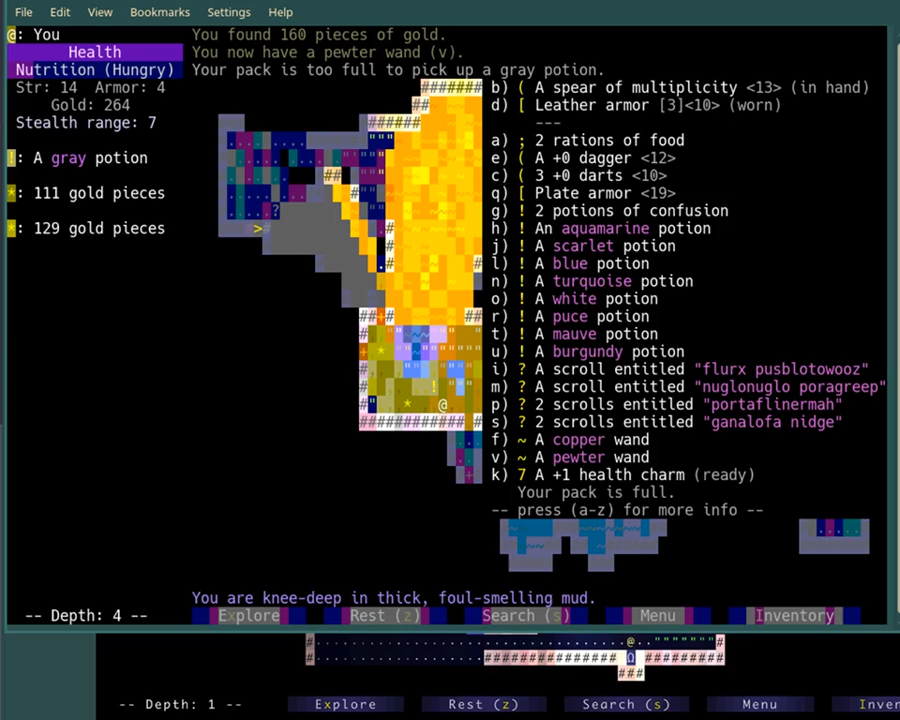 File Edit View Bookmarks Settings Help
@: You
You found 160 pieces of gold.
Health
You now have a pewter wand (v).
Nutrition (Hungry)
Your pack is too full to pick up a gray potion.
Str: 14 Armor: 4
Gold: 264
Stealth range: 7
!: A gray potion
*: 111 gold pieces
*: 129 gold pieces
b) ( A spear of multiplicity <13> (in hand)
d) [ Leather armor [3]<10> (worn)
---
a) ; 2 rations of food
e) ( A +0 dagger <12>
c) ( 3 +0 darts <10>
q) [ Plate armor <19>
g) ! 2 potions of confusion
h) ! An aquamarine potion
j) ! A scarlet potion
l) ! A blue potion
n) ! A turquoise potion
o) ! A white potion
r) ! A puce potion
t) ! A mauve potion
u) ! A burgundy potion
i) ? A scroll entitled "flurx pusblotowooz"
m) ? A scroll entitled "nuglonuglo poragreep"
p) ? 2 scrolls entitled "portaflinermah"
s) ? 2 scrolls entitled "ganalofa nidge"
f) ~ A copper wand
v) ~ A pewter wand
k) 7 A +1 health charm (ready)
Your pack is full.
-- press (a-z) for more info --
You are knee-deep in thick, foul-smelling mud.
-- Depth: 4 -- Explore Rest (z) Search (s) Menu Inventory
-- Depth: 1 -- Explore Rest (z) Search (s) Menu Inven